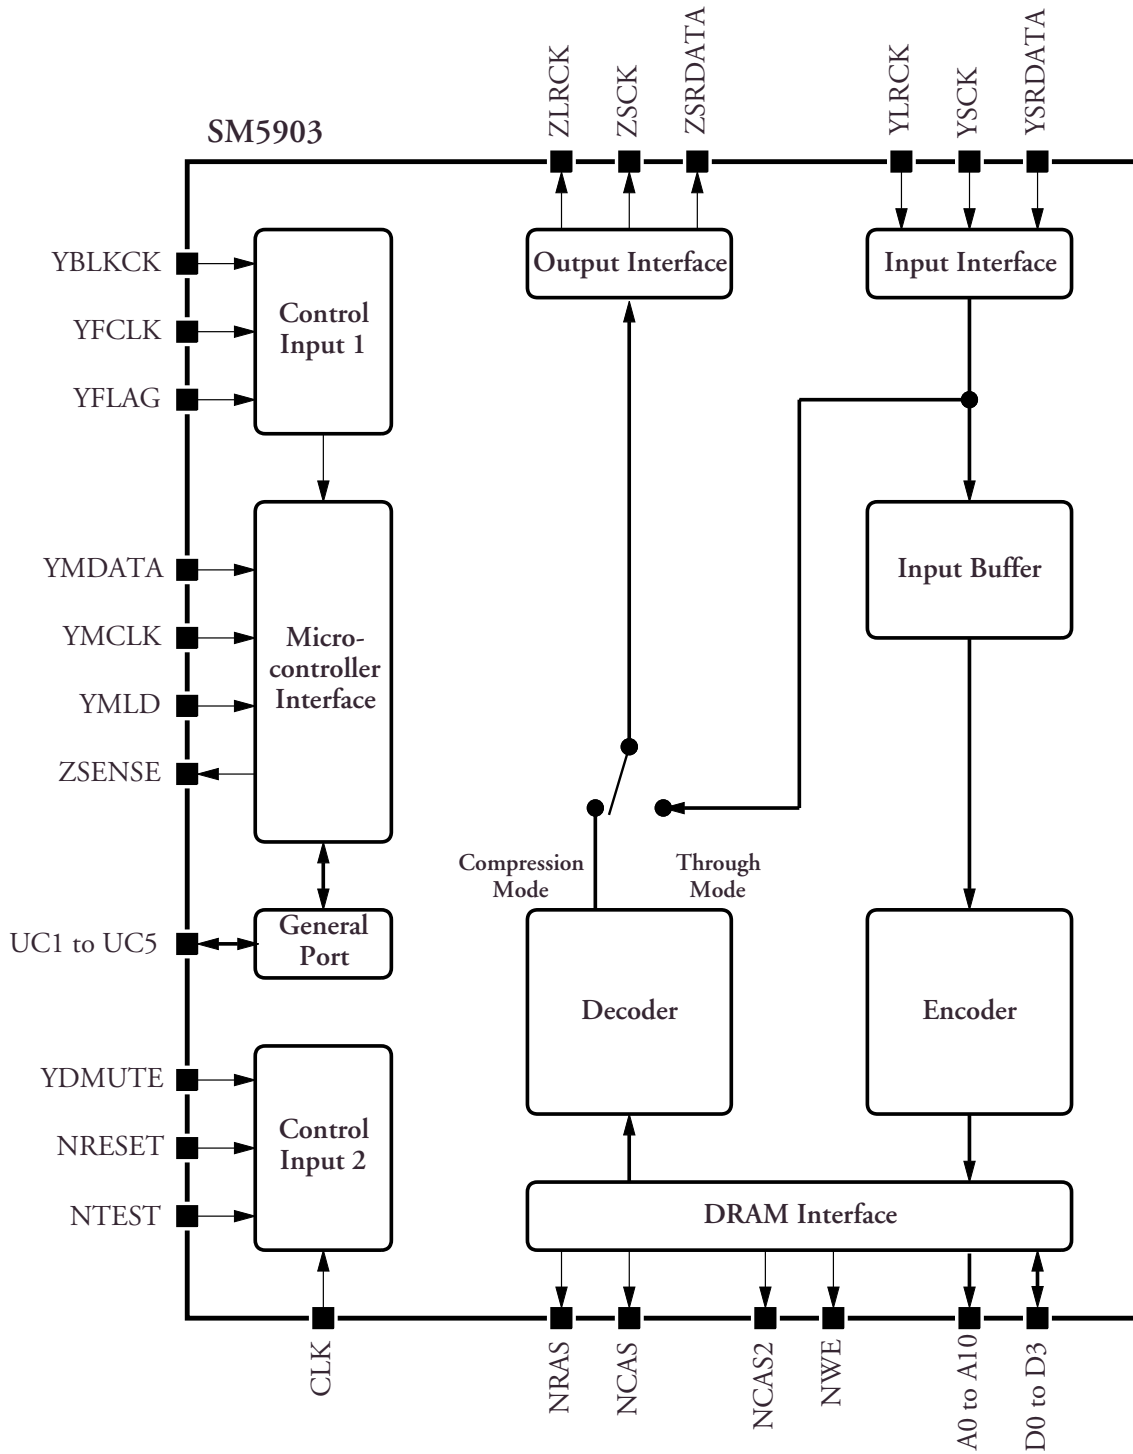 ZLRCK
ZSCK
ZSRDATA
YLRCK
YSCK
YSRDATA
SM5903
YBLKCK
YFCLK
YFLAG
Control
Input 1
Output Interface
Input Interface
YMDATA
YMCLK
YMLD
ZSENSE
Micro-
controller
Interface
Input Buffer
Compression
Mode
Through
Mode
UC1 to UC5
General
Port
Decoder
Encoder
YDMUTE
NRESET
NTEST
Control
Input 2
DRAM Interface
CLK
NRAS
NCAS
NCAS2
NWE
A0 to A10
D0 to D3